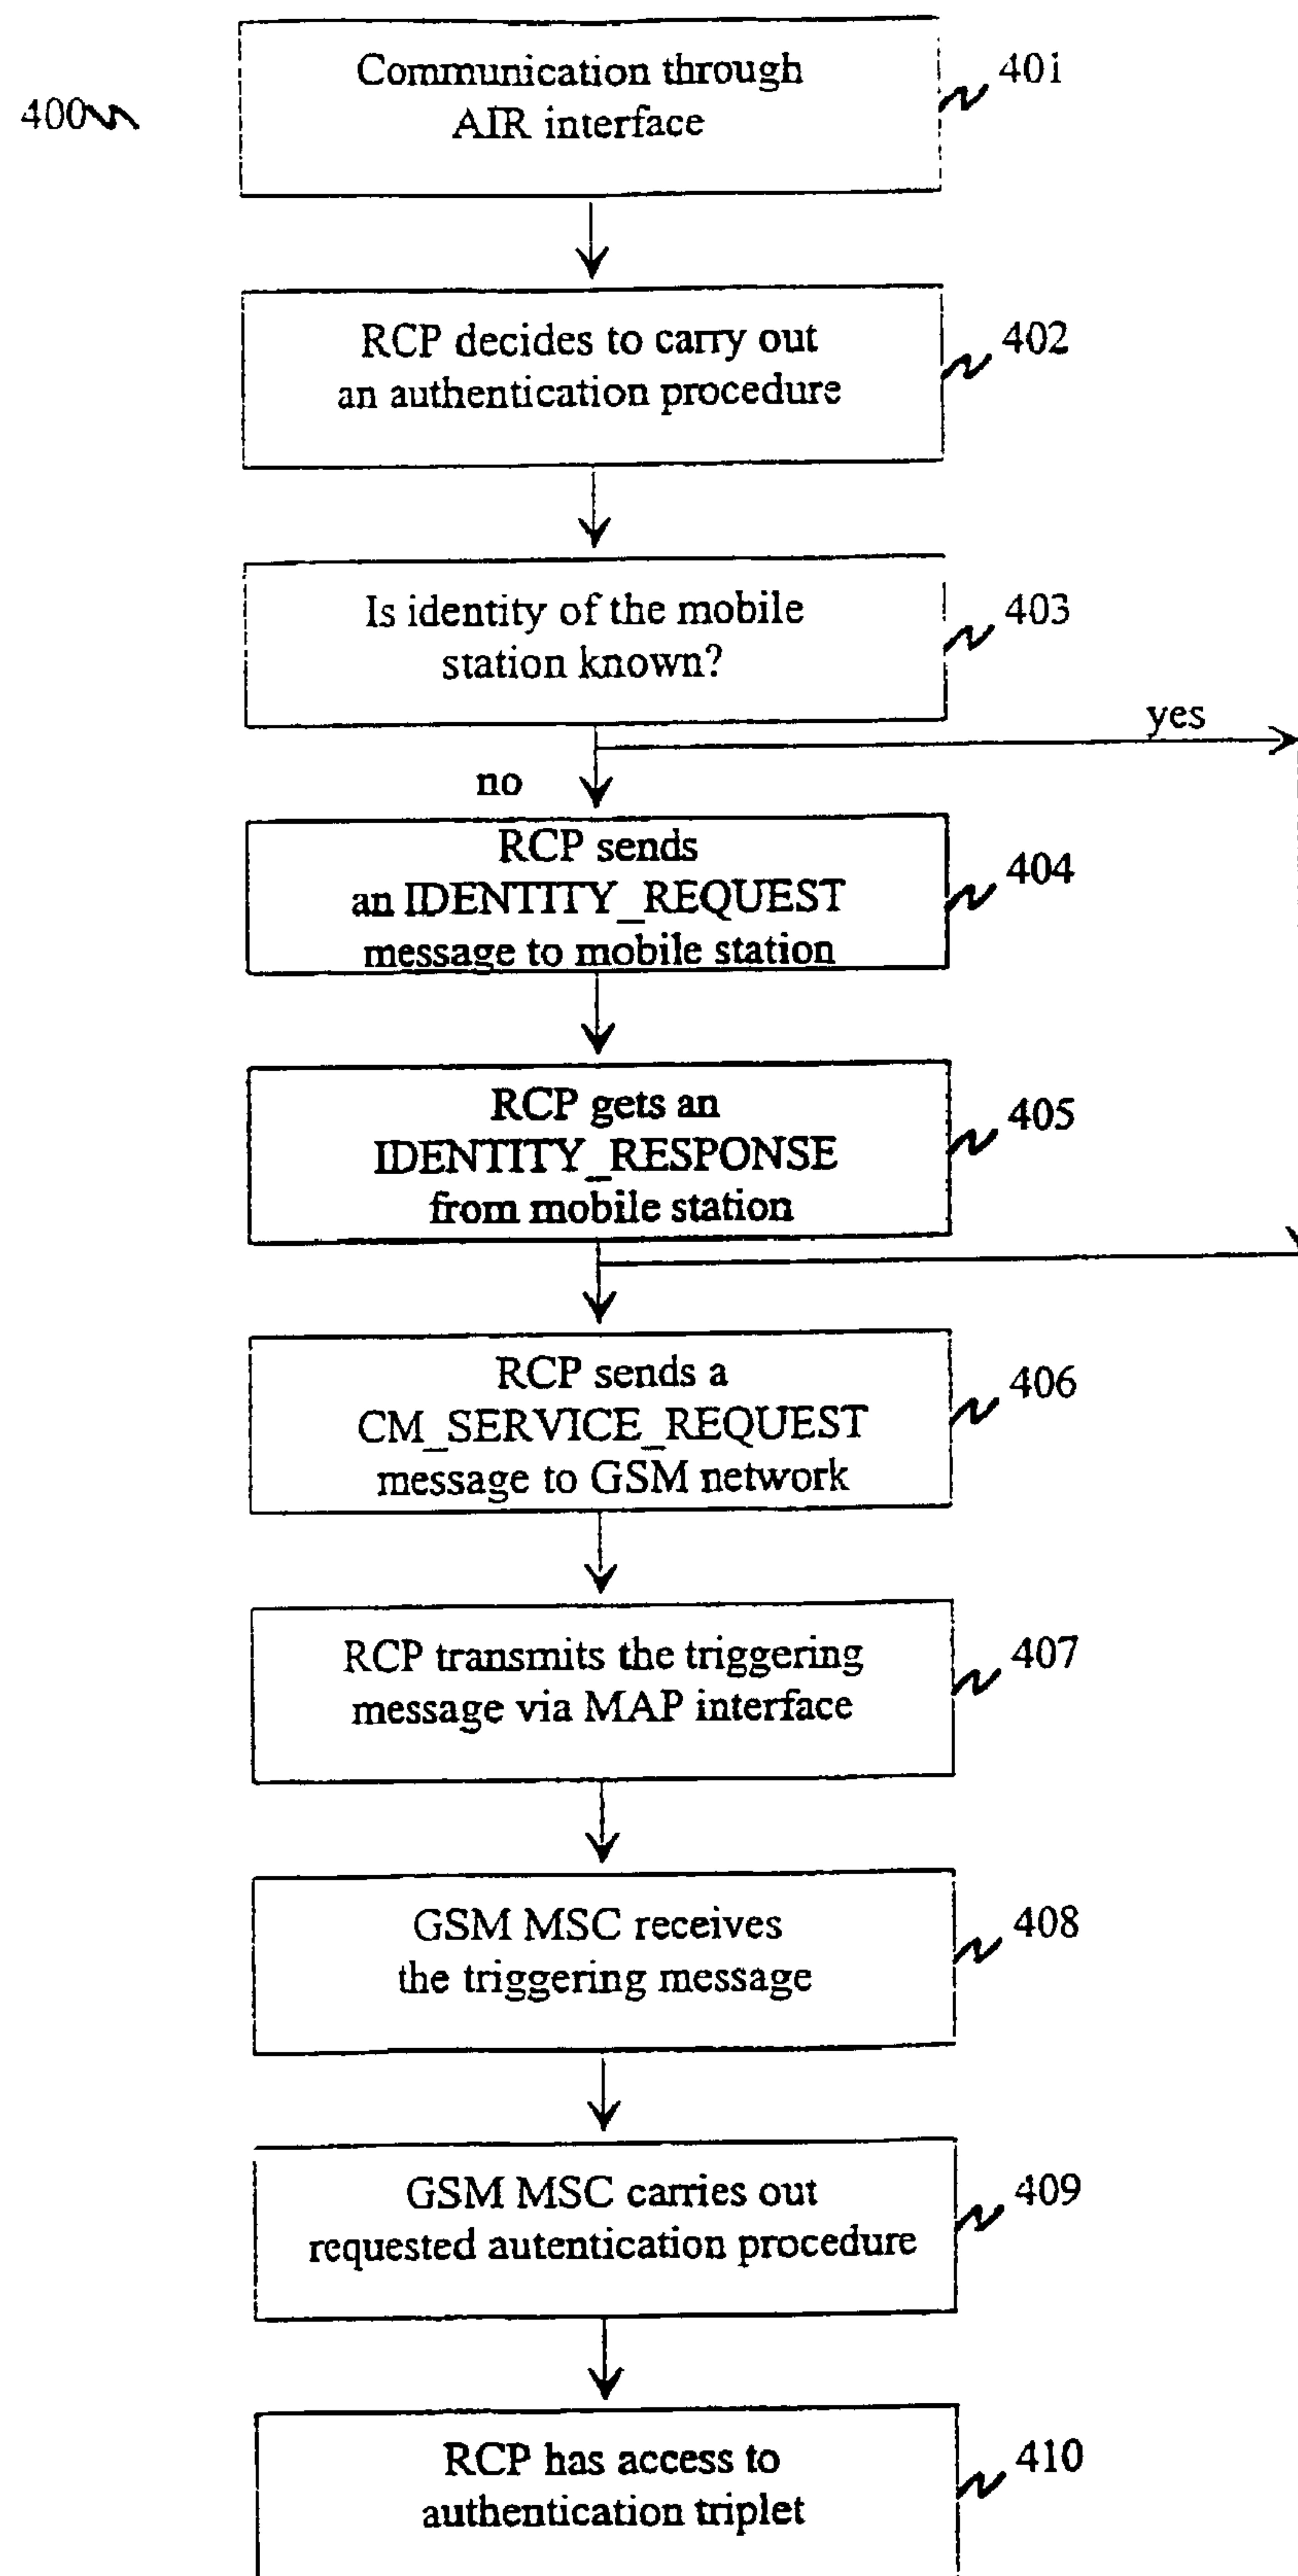 400
Communication through
AIR interface
401
RCP decides to carry out
an authentication procedure
402
Is identity of the mobile
station known?
403
yes
no
RCP sends
an IDENTITY_REQUEST
message to mobile station
404
RCP gets an
IDENTITY_RESPONSE
from mobile station
405
RCP sends a
CM_SERVICE_REQUEST
message to GSM network
406
RCP transmits the triggering
message via MAP interface
407
GSM MSC receives
the triggering message
408
GSM MSC carries out
requested autentication procedure
409
RCP has access to
authentication triplet
410